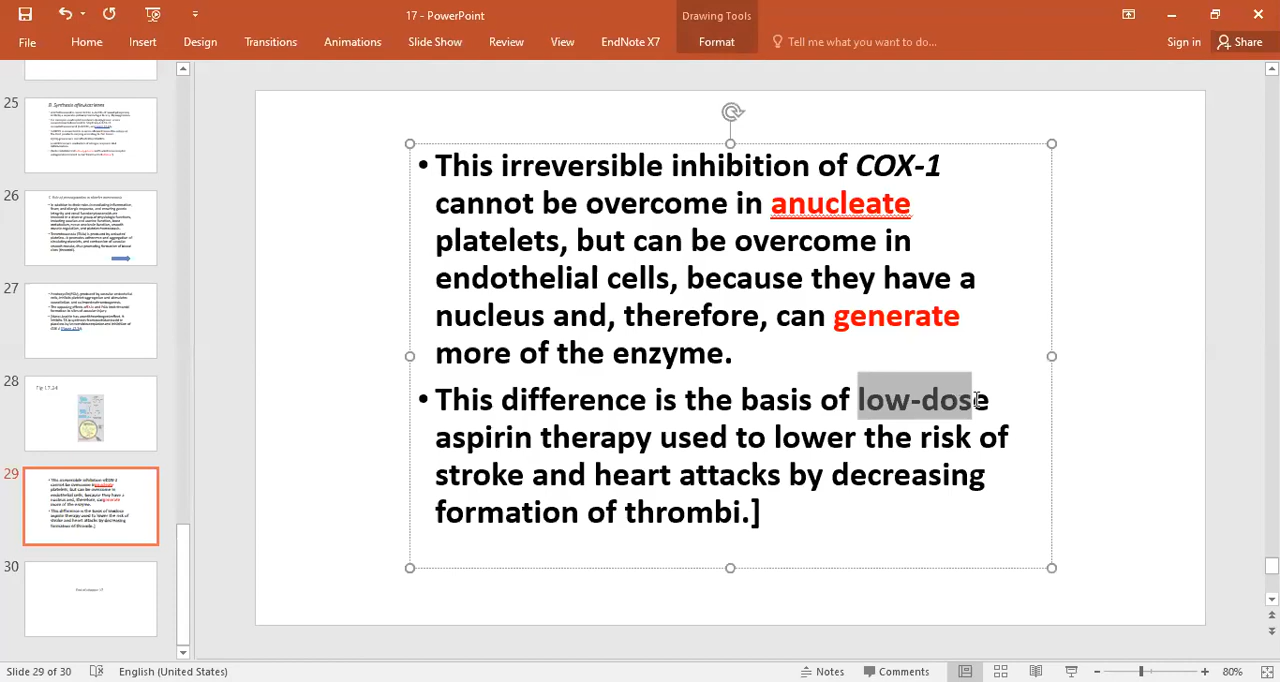 17 - PowerPoint
Drawing Tools
File
Home
Insert
Design
Transitions
Animations
Slide Show
Review
View
EndNote X7
Format
Tell me what you want to do...
Sign in
Share
25
26
27
28
Fig 17.24
29
30
• This irreversible inhibition of COX-1
cannot be overcome in anucleate
platelets, but can be overcome in
endothelial cells, because they have a
nucleus and, therefore, can generate
more of the enzyme.
• This difference is the basis of low-dose
aspirin therapy used to lower the risk of
stroke and heart attacks by decreasing
formation of thrombi.]
Slide 29 of 30
English (United States)
Notes
Comments
80%